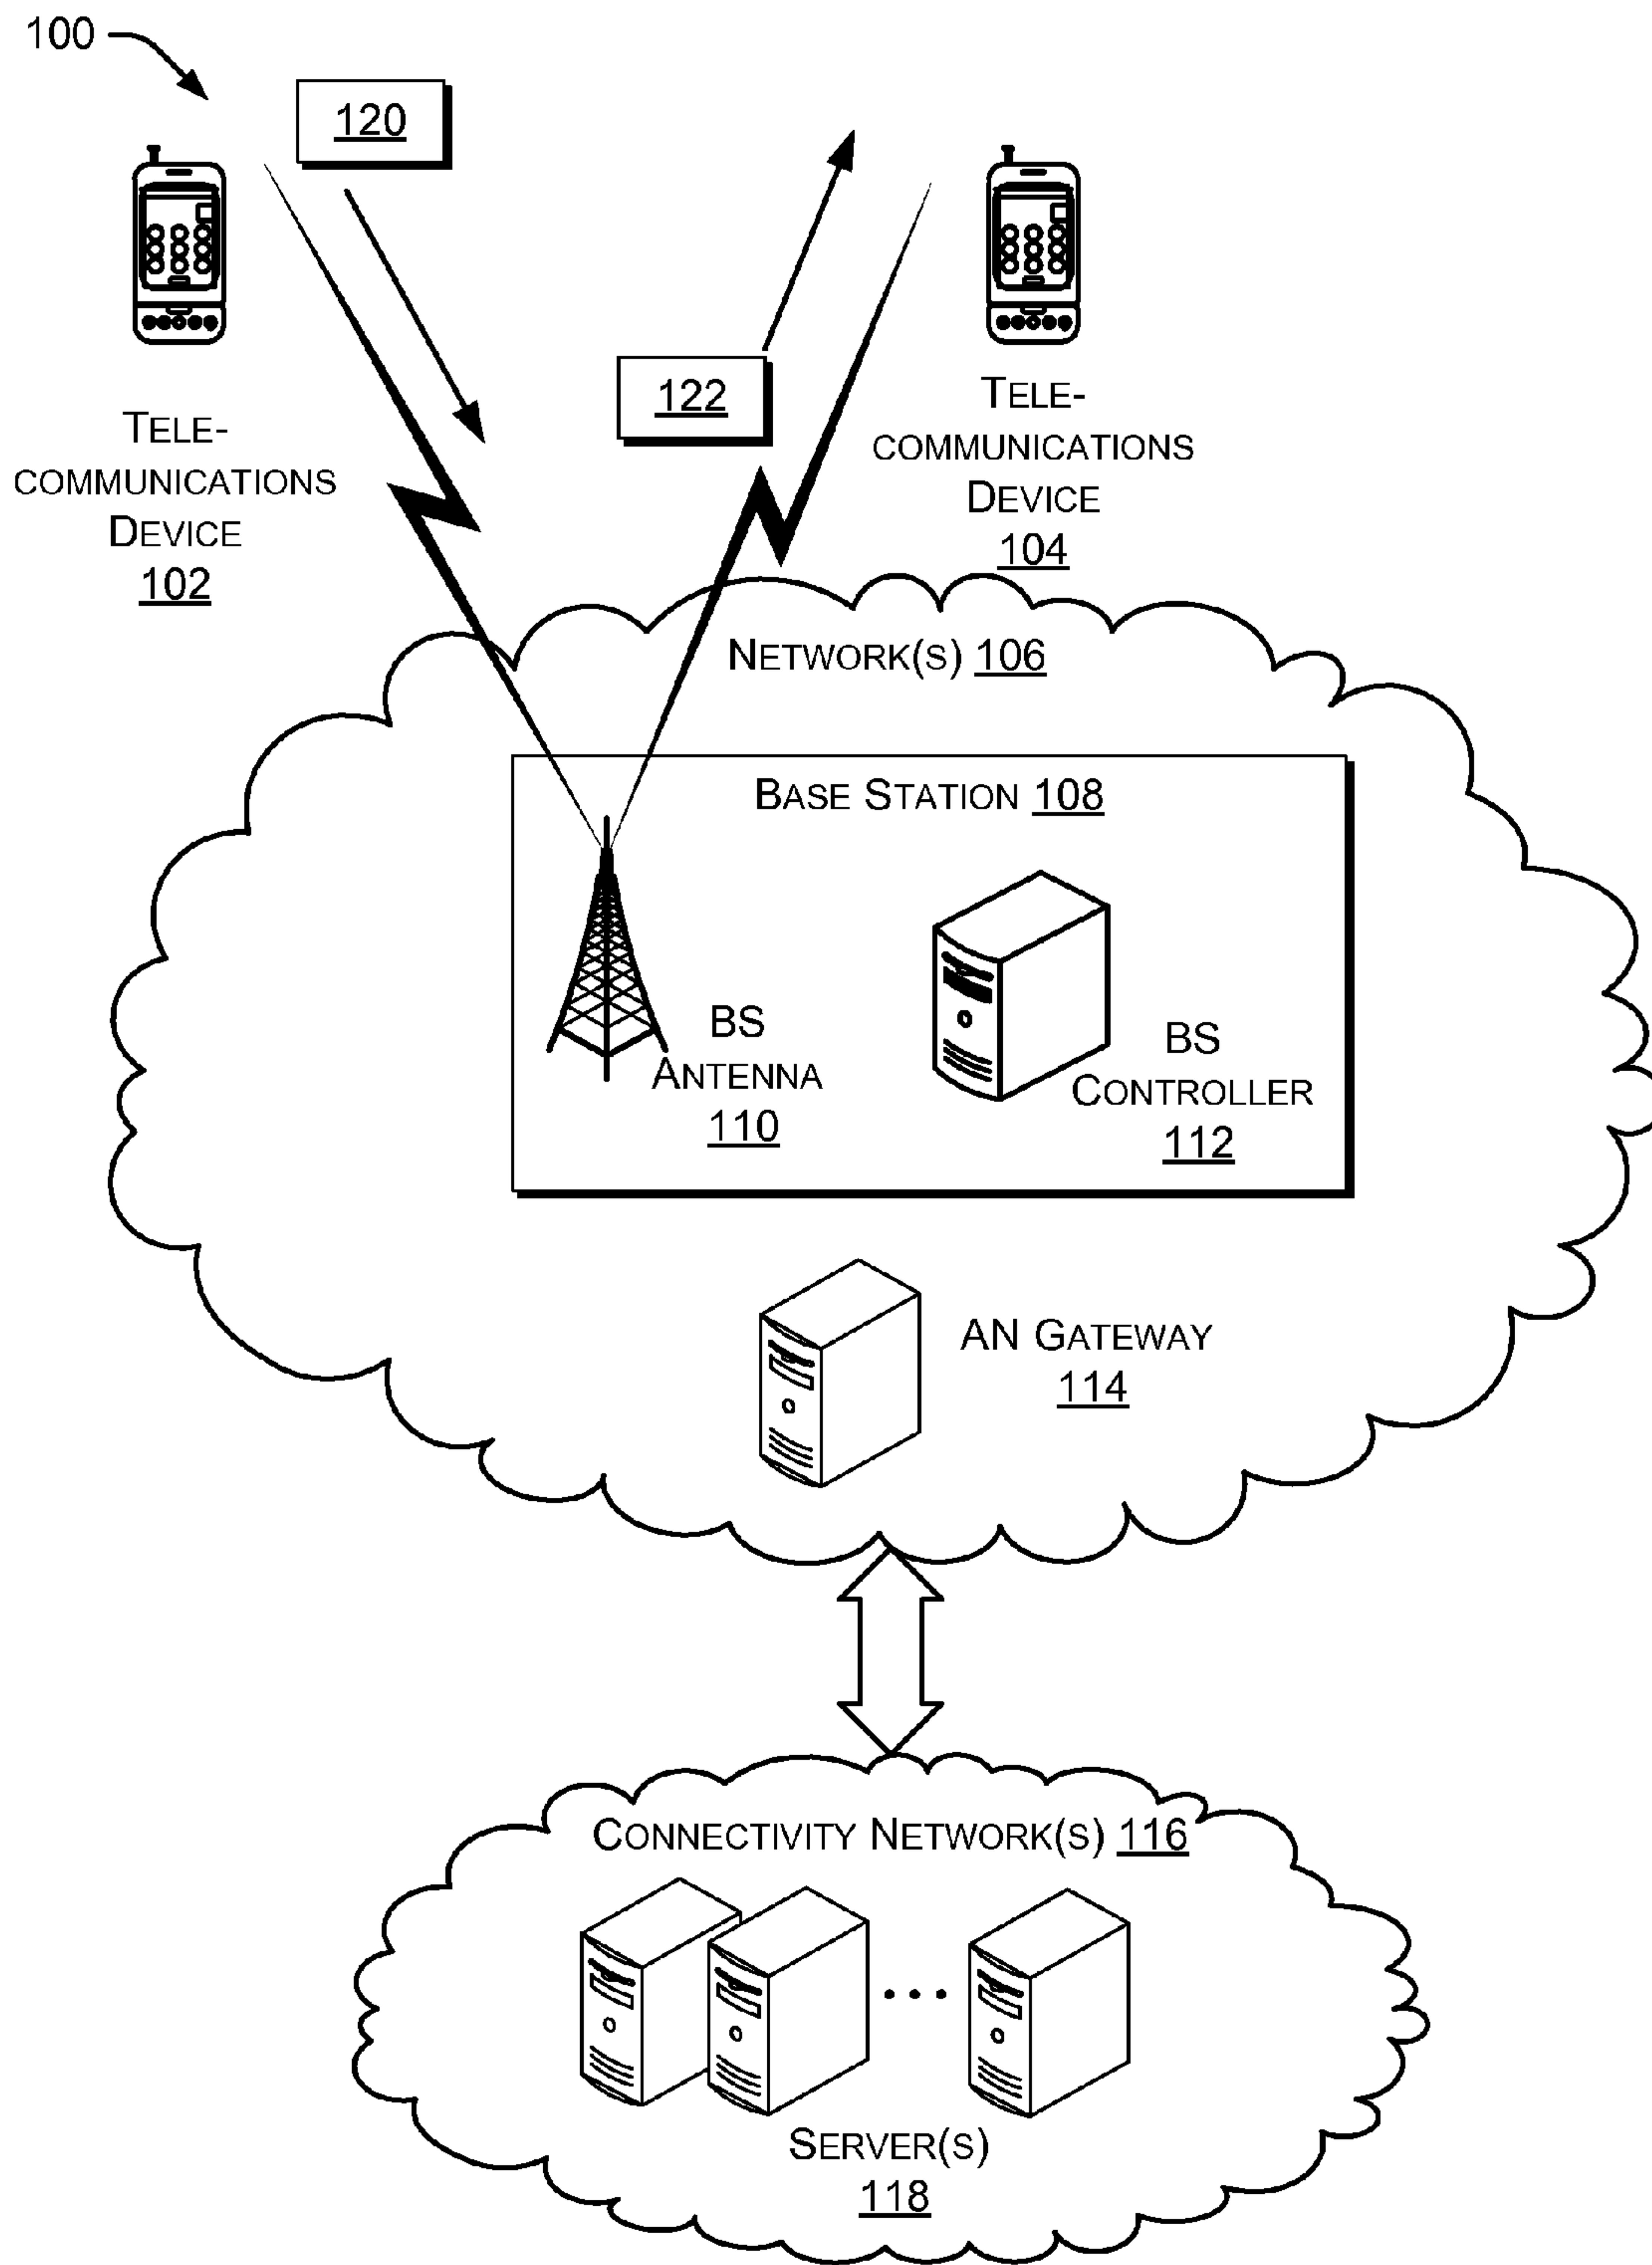 100
120
122
TELE-
COMMUNICATIONS
DEVICE
102
TELE-
COMMUNICATIONS
DEVICE
104
NETWORK(S) 106
BASE STATION 108
BS
ANTENNA
110
BS
CONTROLLER
112
AN GATEWAY
114
CONNECTIVITY NETWORK(S) 116
SERVER(S)
118